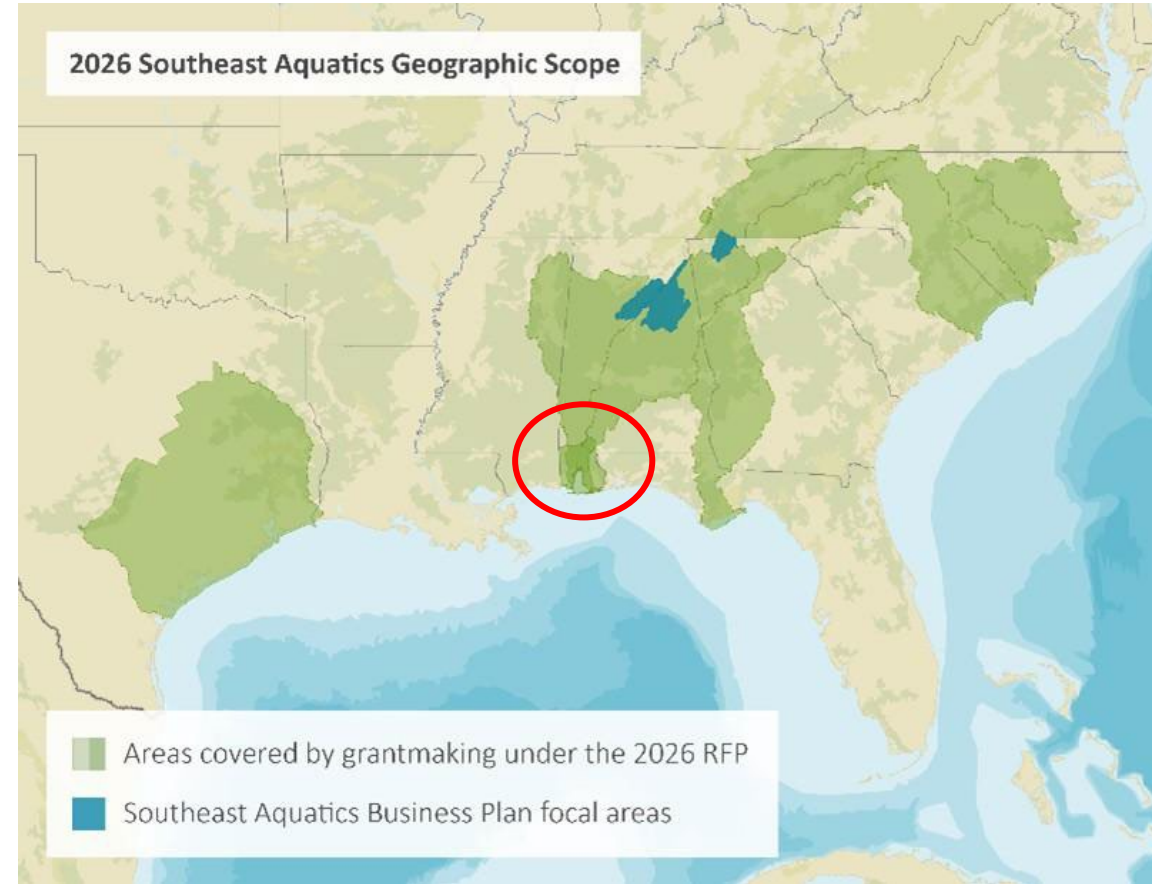 2026 Southeast Aquatics Geographic Scope
Areas covered by grantmaking under the 2026 RFP
Southeast Aquatics Business Plan focal areas